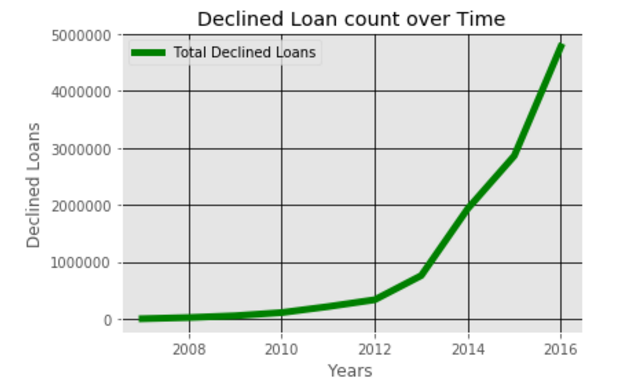 Declined Loan count over Time
Total Declined Loans
Declined Loans
5000000
4000000
3000000
2000000
1000000
0
2008 2010 2012 2014 2016
Years